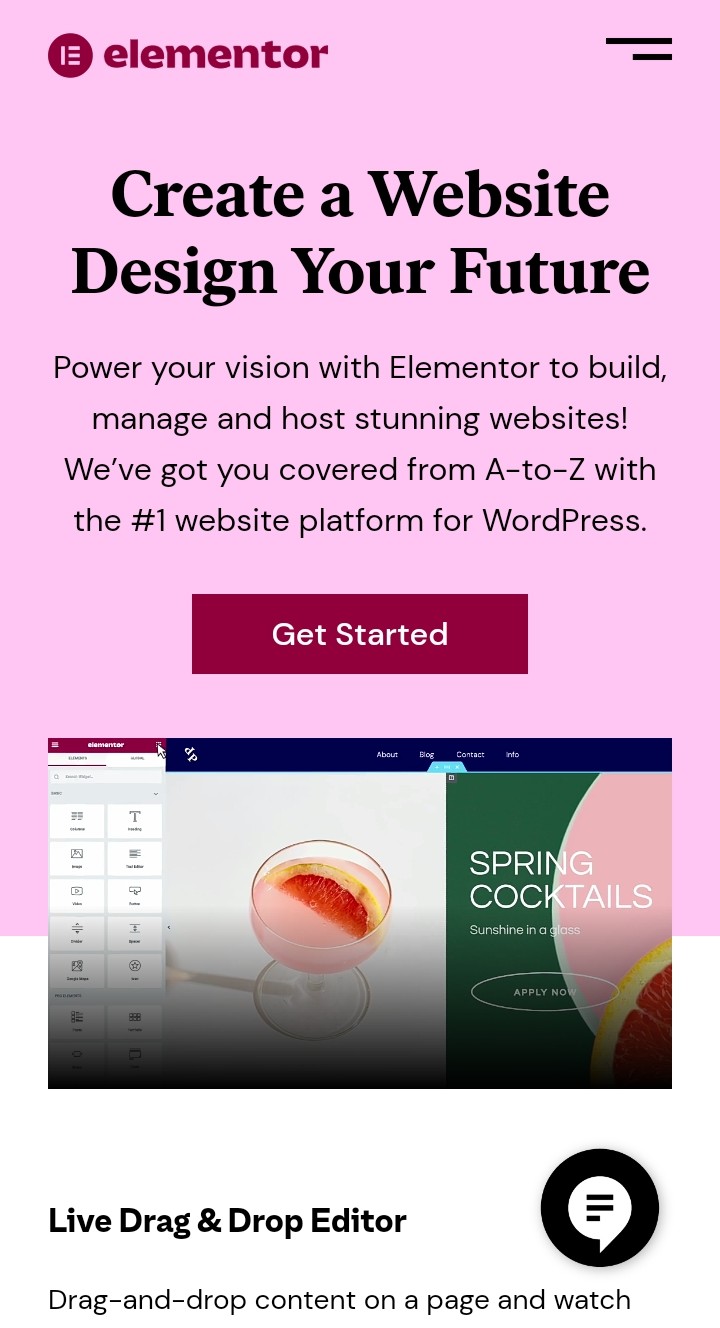 elementor
Create a Website
Design Your Future
Power your vision with Elementor to build,
manage and host stunning websites!
We’ve got you covered from A-to-Z with
the #1 website platform for WordPress.
Get Started
elementor
ELEMENTS GLOBAL
Search Widget...
BASIC
Columns Heading
Image Text Editor
Video Button
Divider Spacer
Google Maps Icon
About Blog Contact Info
SPRING
COCKTAILS
Sunshine in a glass
APPLY NOW
Live Drag & Drop Editor
Drag-and-drop content on a page and watch